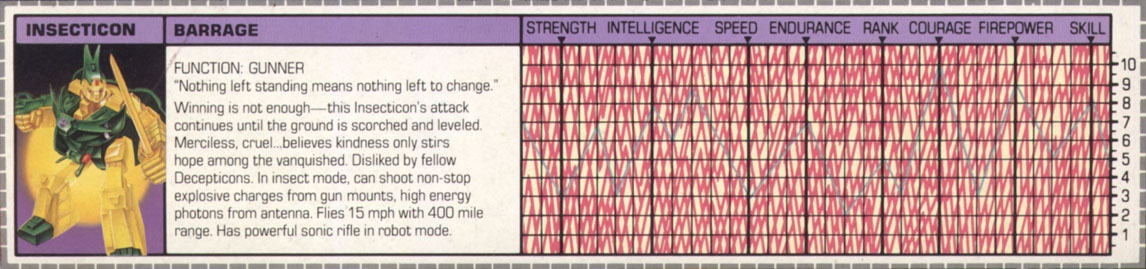 INSECTICON BARRAGE STRENGTH INTELLIGENCE SPEED ENDURANCE RANK COURAGE FIREPOWER SKILL
FUNCTION: GUNNER
“Nothing left standing means nothing left to change.”
Winning is not enough—this Insecticon's attack
continues until the ground is scorched and leveled.
Merciless, cruel...believes kindness only stirs
hope among the vanquished. Disliked by fellow
Decepticons. In insect mode, can shoot non-stop
explosive charges from gun mounts, high energy
photons from antenna. Flies 15 mph with 400 mile
range. Has powerful sonic rifle in robot mode.
10
9
8
7
6
5
4
3
2
1